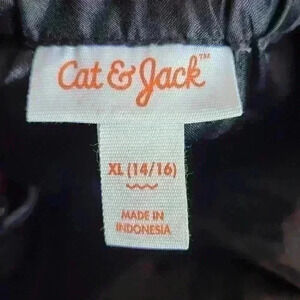 Cat & Jack™
XL (14/16)
MADE IN
INDONESIA